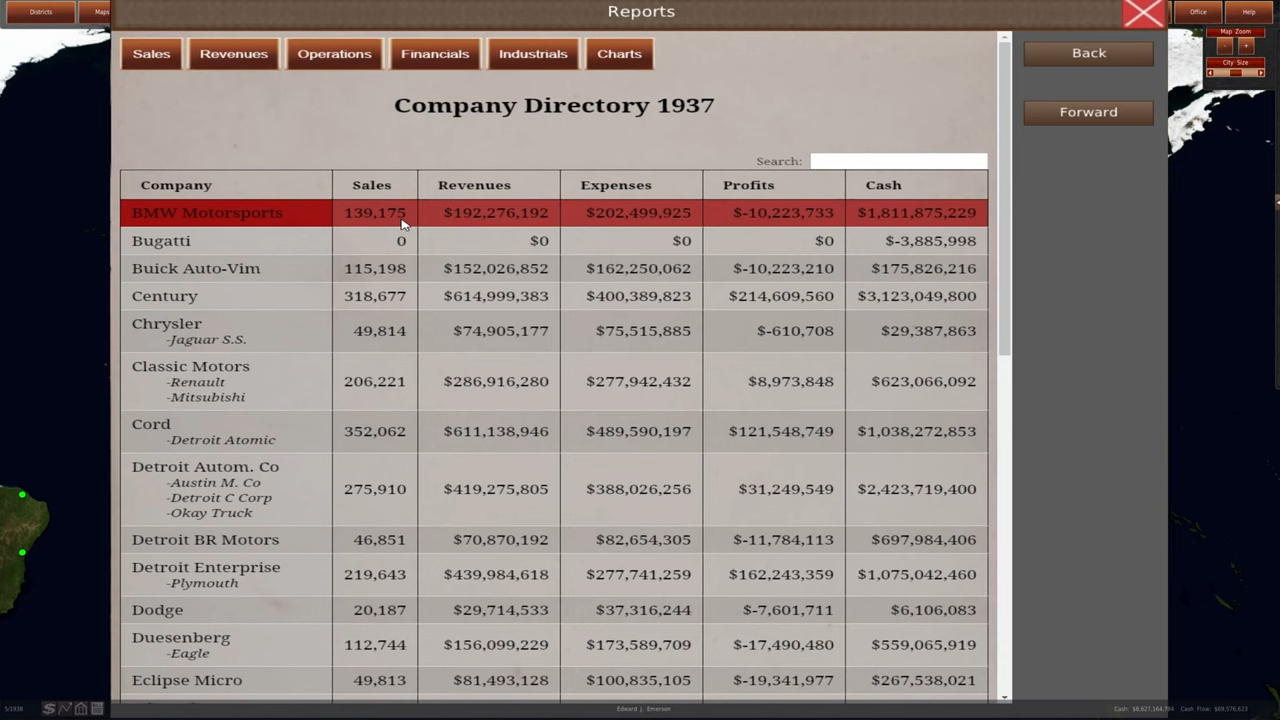 Districts
Maps
Reports
Office
Help
Map Zoom
-
+
City Size
Sales
Revenues
Operations
Financials
Industrials
Charts
Back
Forward
Company Directory 1937
Search:
Company Sales Revenues Expenses Profits Cash
BMW Motorsports 139,175 $192,276,192 $202,499,925 $-10,223,733 $1,811,875,229
Bugatti 0 $0 $0 $0 $-3,885,998
Buick Auto-Vim 115,198 $152,026,852 $162,250,062 $-10,223,210 $175,826,216
Century 318,677 $614,999,383 $400,389,823 $214,609,560 $3,123,049,800
Chrysler
-Jaguar S.S.
49,814 $74,905,177 $75,515,885 $-610,708 $29,387,863
Classic Motors
-Renault
-Mitsubishi
206,221 $286,916,280 $277,942,432 $8,973,848 $623,066,092
Cord
-Detroit Atomic
352,062 $611,138,946 $489,590,197 $121,548,749 $1,038,272,853
Detroit Autom. Co
-Austin M. Co
-Detroit C Corp
-Okay Truck
275,910 $419,275,805 $388,026,256 $31,249,549 $2,423,719,400
Detroit BR Motors 46,851 $70,870,192 $82,654,305 $-11,784,113 $697,984,406
Detroit Enterprise
-Plymouth
219,643 $439,984,618 $277,741,259 $162,243,359 $1,075,042,460
Dodge 20,187 $29,714,533 $37,316,244 $-7,601,711 $6,106,083
Duesenberg
-Eagle
112,744 $156,099,229 $173,589,709 $-17,490,480 $559,065,919
Eclipse Micro 49,813 $81,493,128 $100,835,105 $-19,341,977 $267,538,021
5/1938
Edward J. Emerson
Cash: Cash Flow: $69,576,623